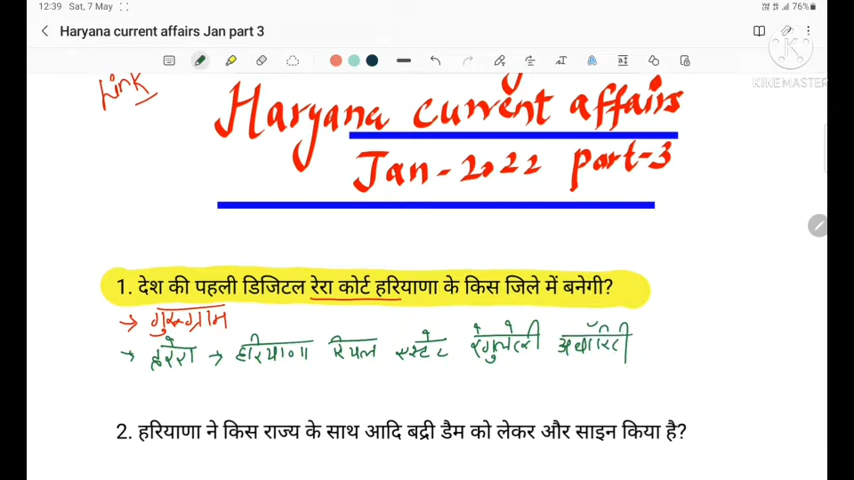 12:39 Sat, 7 May
76%
Haryana current affairs Jan part 3
KINEMASTER
Link
Haryana current affairs
Jan-2022 part-3
1. देश की पहली डिजिटल रेरा कोर्ट हरियाणा के किस जिले में बनेगी?
→ गुरुग्राम
→ हरेरा → हरियाणा रियल एस्टेट रेगुलेटरी अथॉरिटी
2. हरियाणा ने किस राज्य के साथ आदि बद्री डैम को लेकर और साइन किया है?